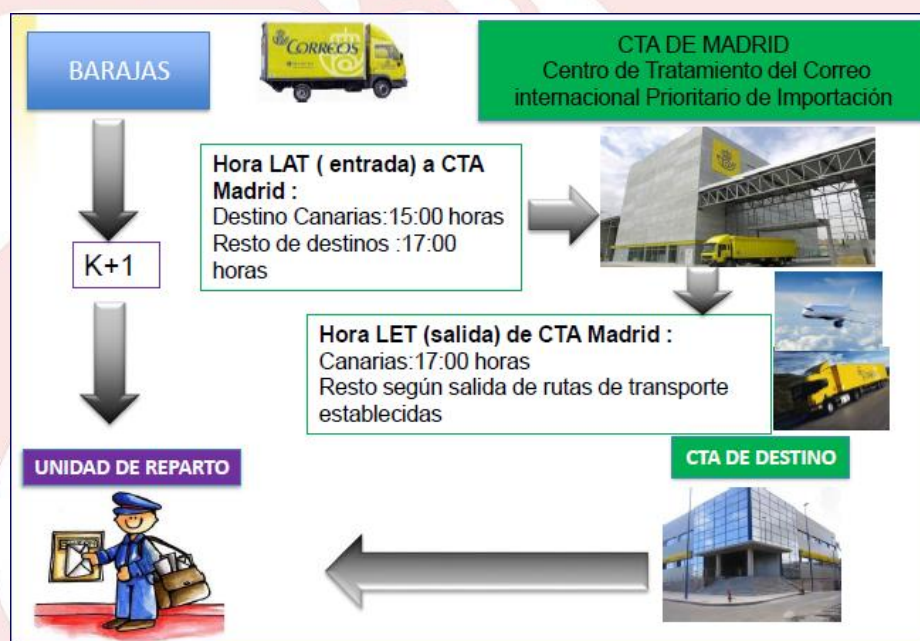 BARAJAS
CORREOS
CTA DE MADRID
Centro de Tratamiento del Correo
internacional Prioritario de Importación
Hora LAT ( entrada) a CTA
Madrid :
Destino Canarias:15:00 horas
Resto de destinos :17:00
horas
K+1
Hora LET (salida) de CTA Madrid :
Canarias:17:00 horas
Resto según salida de rutas de transporte
establecidas
UNIDAD DE REPARTO
CTA DE DESTINO